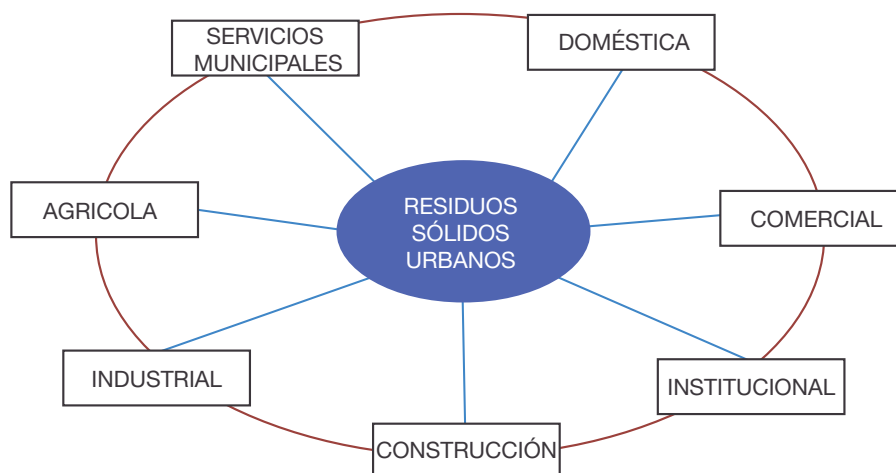 SERVICIOS
MUNICIPALES
DOMÉSTICA
AGRICOLA
RESIDUOS
SÓLIDOS
URBANOS
COMERCIAL
INDUSTRIAL
INSTITUCIONAL
CONSTRUCCIÓN